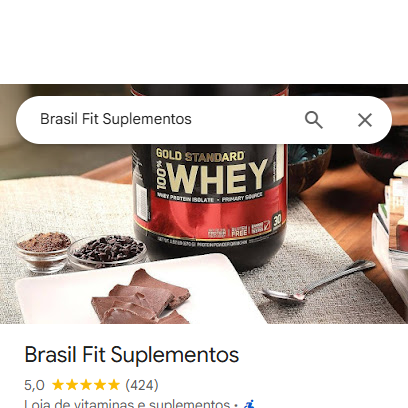 Brasil Fit Suplementos
GOLD STANDARD
100% WHEY
WHEY PROTEIN ISOLATE - PRIMARY SOURCE
30
Brasil Fit Suplementos
5,0 (424)
Loja de vitaminas e suplementos ·